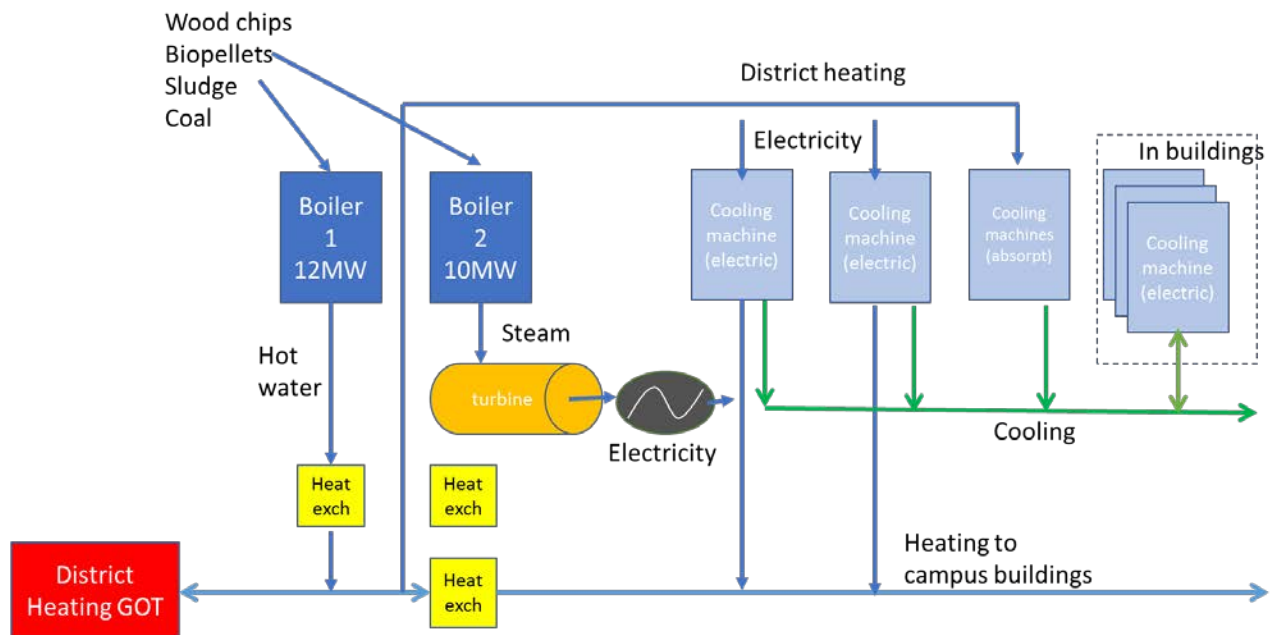 Wood chips
Biopellets
Sludge
Coal
District heating
Electricity
In buildings
Boiler
1
12MW
Boiler
2
10MW
Cooling
machine
(electric)
Cooling
machine
(electric)
Cooling
machines
(absorpt)
Cooling
machine
(electric)
Steam
Hot
water
turbine
Electricity
Cooling
Heat
exch
Heat
exch
District
Heating GOT
Heat
exch
Heating to
campus buildings